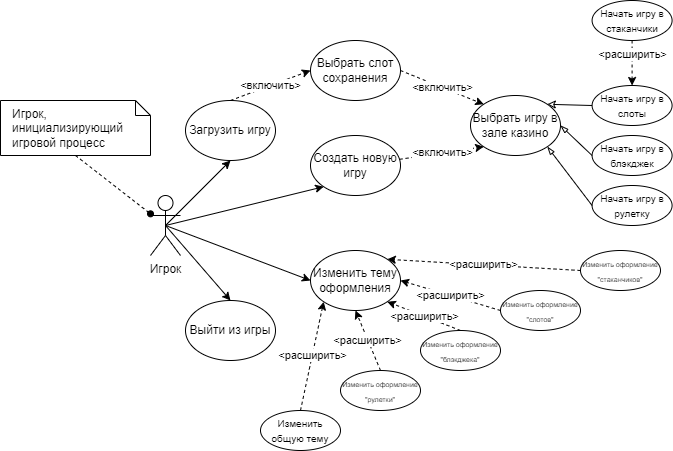 Начать игру в
стаканчики
<расширить>
Выбрать слот
сохранения
<включить>
<включить>
Начать игру в
слоты
Игрок,
инициализирующий
игровой процесс
Загрузить игру
Выбрать игру в
зале казино
Создать новую
игру
<включить>
Начать игру в
блэкджек
Начать игру в
рулетку
Игрок
Изменить тему
оформления
<расширить>
Изменить оформление
"стаканчиков"
<расширить>
Изменить оформление
"слотов"
<расширить>
Выйти из игры
Изменить оформление
"блэкджека"
<расширить>
<расширить>
Изменить оформление
"рулетки"
Изменить
общую тему